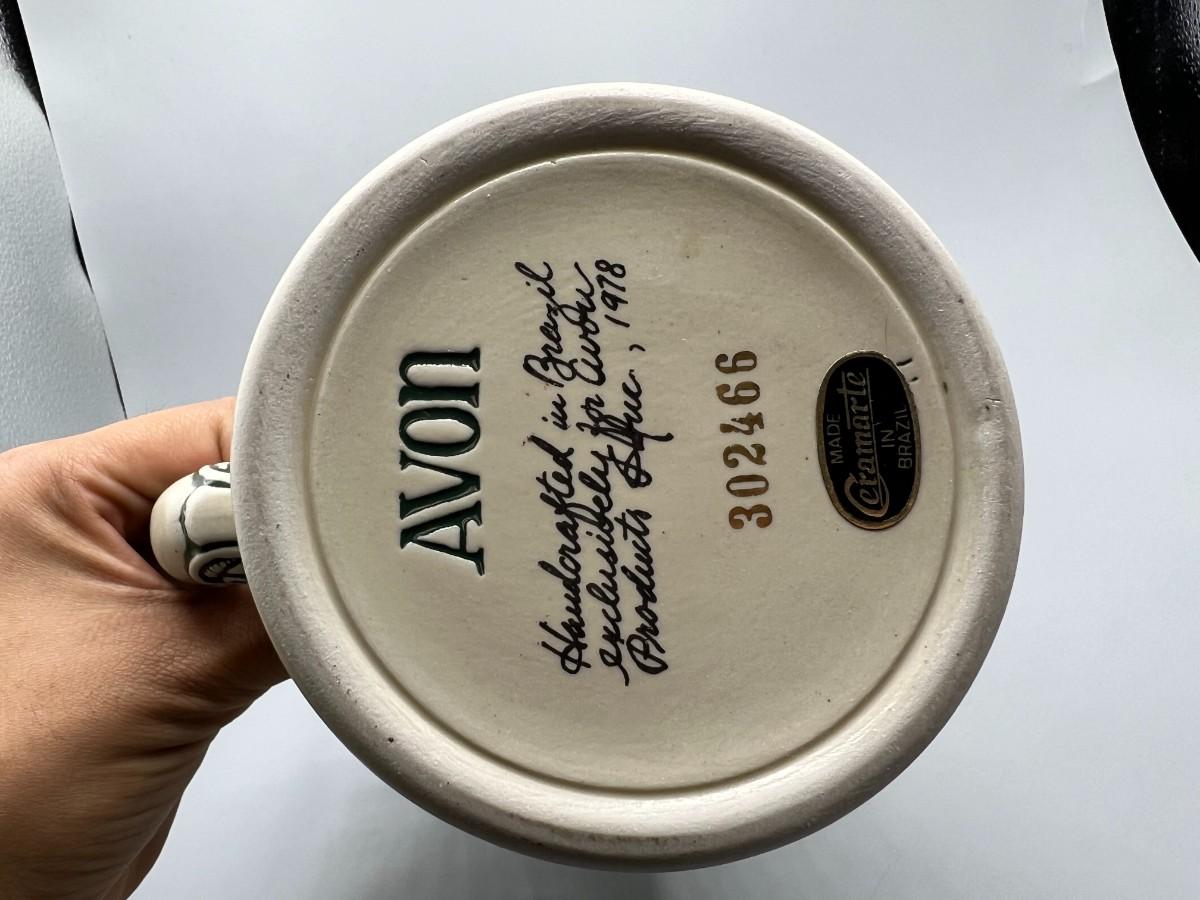 AVON
Handcrafted in Brazil
exclusively for Avon
Products Inc., 1978
302466
MADE
Ceramarte
IN
BRAZIL